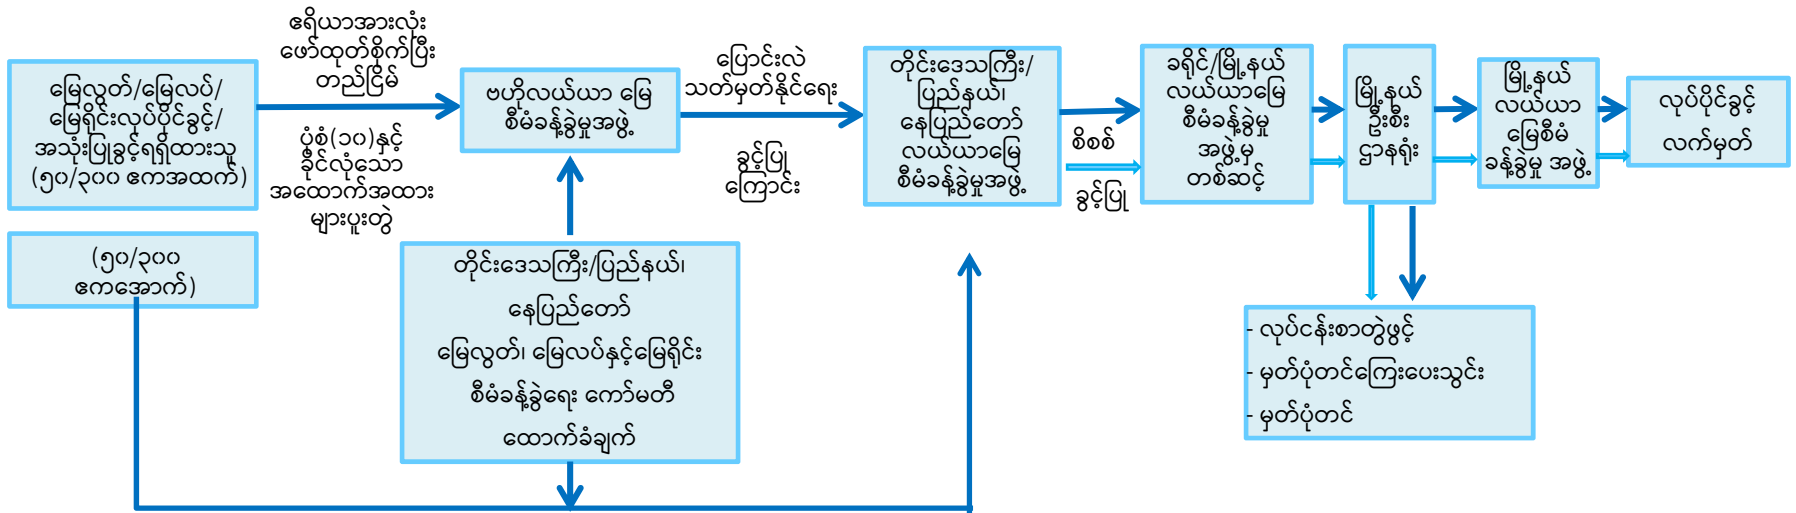 မြေလွတ်/မြေလပ်/
မြေရိုင်းလုပ်ပိုင်ခွင့်/
အသုံးပြုခွင့်ရရှိထားသူ
(၅၀/၃၀၀ ဧကအထက်)
(၅၀/၃၀၀
ဧကအောက်)
ဧရိယာအားလုံး
ဖော်ထုတ်စိုက်ပြီး
တည်ငြိမ်
ပုံစံ(၁၀)နှင့်
ခိုင်လုံသော
အထောက်အထား
များပူးတွဲ
ဗဟိုလယ်ယာ မြေ
စီမံခန့်ခွဲမှုအဖွဲ့
တိုင်းဒေသကြီး/ပြည်နယ်၊
နေပြည်တော်
မြေလွတ်၊ မြေလပ်နှင့်မြေရိုင်း
စီမံခန့်ခွဲရေး ကော်မတီ
ထောက်ခံချက်
ပြောင်းလဲ
သတ်မှတ်နိုင်ရေး
ခွင့်ပြု
ကြောင်း
တိုင်းဒေသကြီး/
ပြည်နယ်၊
နေပြည်တော်
လယ်ယာမြေ
စီမံခန့်ခွဲမှုအဖွဲ့
စိစစ်
ခွင့်ပြု
ခရိုင်/မြို့နယ်
လယ်ယာမြေ
စီမံခန့်ခွဲမှု
အဖွဲ့မှ
တစ်ဆင့်
မြို့နယ်
ဦးစီး
ဌာနရုံး
- လုပ်ငန်းစာတွဲဖွင့်
- မှတ်ပုံတင်ကြေးပေးသွင်း
- မှတ်ပုံတင်
မြို့နယ်
လယ်ယာ
မြေစီမံ
ခန့်ခွဲမှု အဖွဲ့
လုပ်ပိုင်ခွင့်
လက်မှတ်